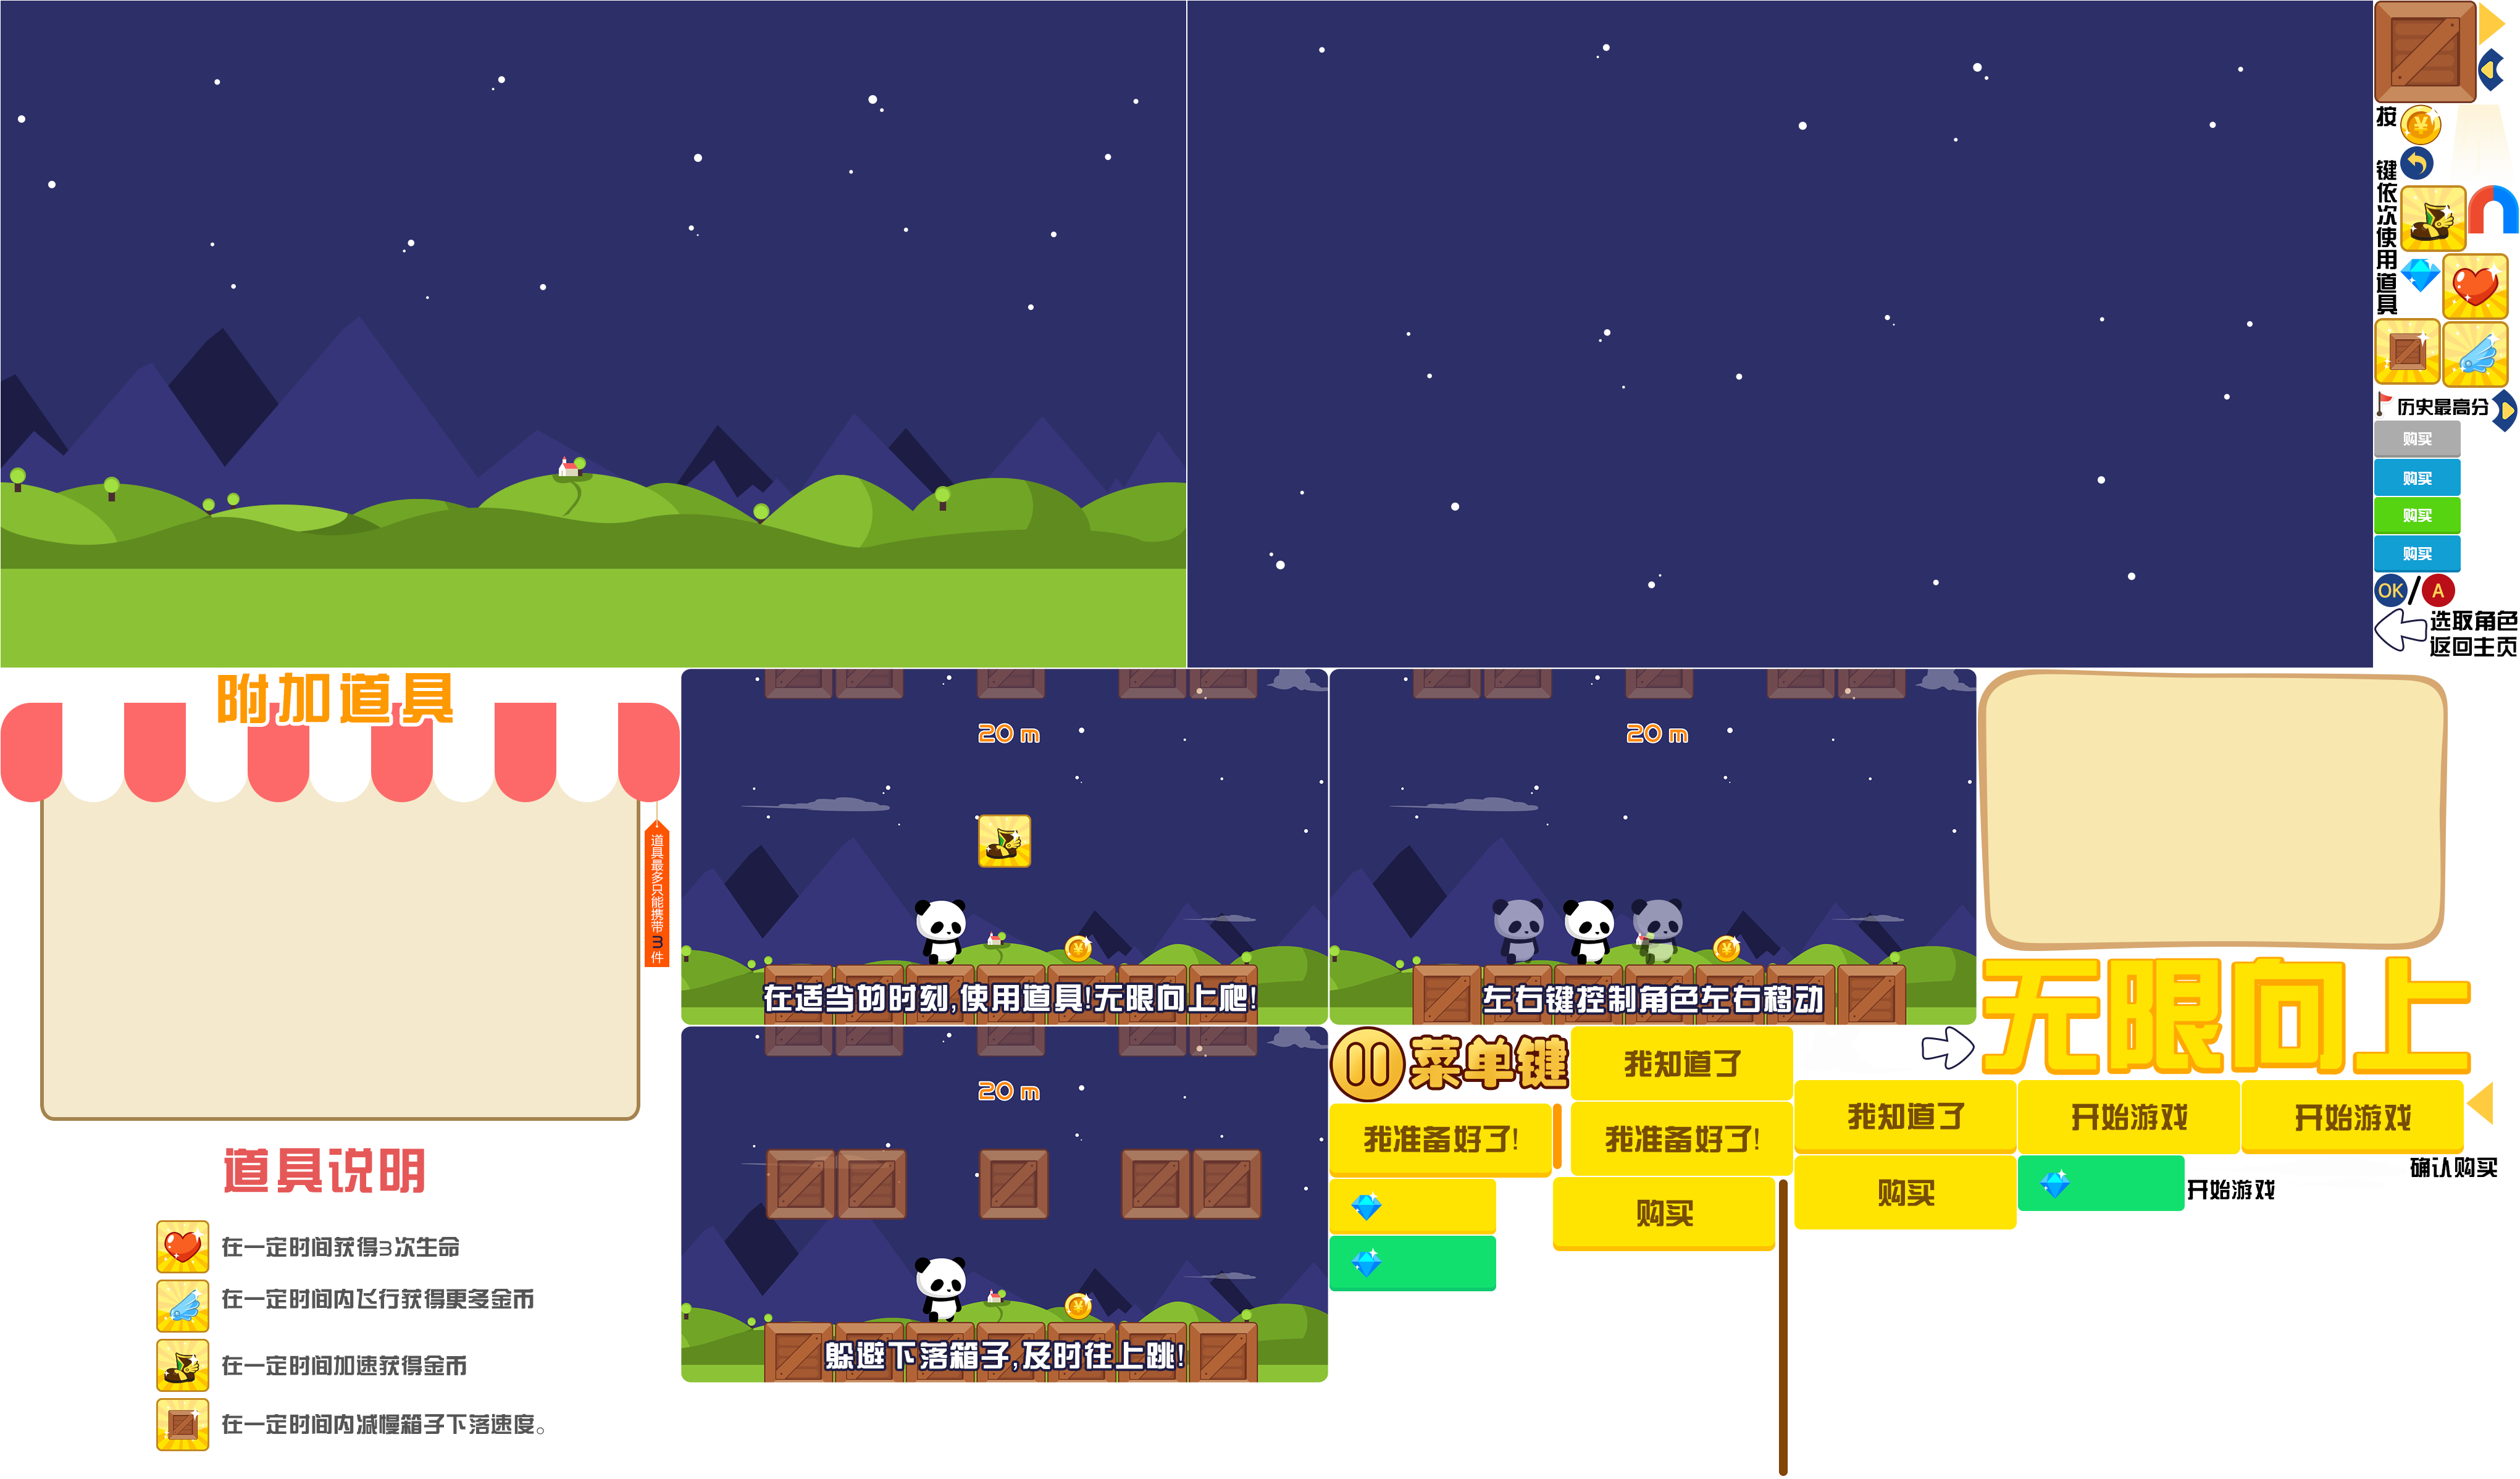 按
键依次使用道具
历史最高分
购买
购买
购买
购买
OK/A
选取角色
返回主页
附加道具
道具最多只能携带3件
20 m
在适当的时刻,使用道具!无限向上爬!
20 m
左右键控制角色左右移动
无限向上
20 m
躲避下落箱子,及时往上跳!
菜单键
我知道了
我准备好了!
我准备好了!
购买
我知道了
购买
开始游戏
开始游戏
开始游戏
确认购买
道具说明
在一定时间获得3次生命
在一定时间内飞行获得更多金币
在一定时间加速获得金币
在一定时间内减慢箱子下落速度。